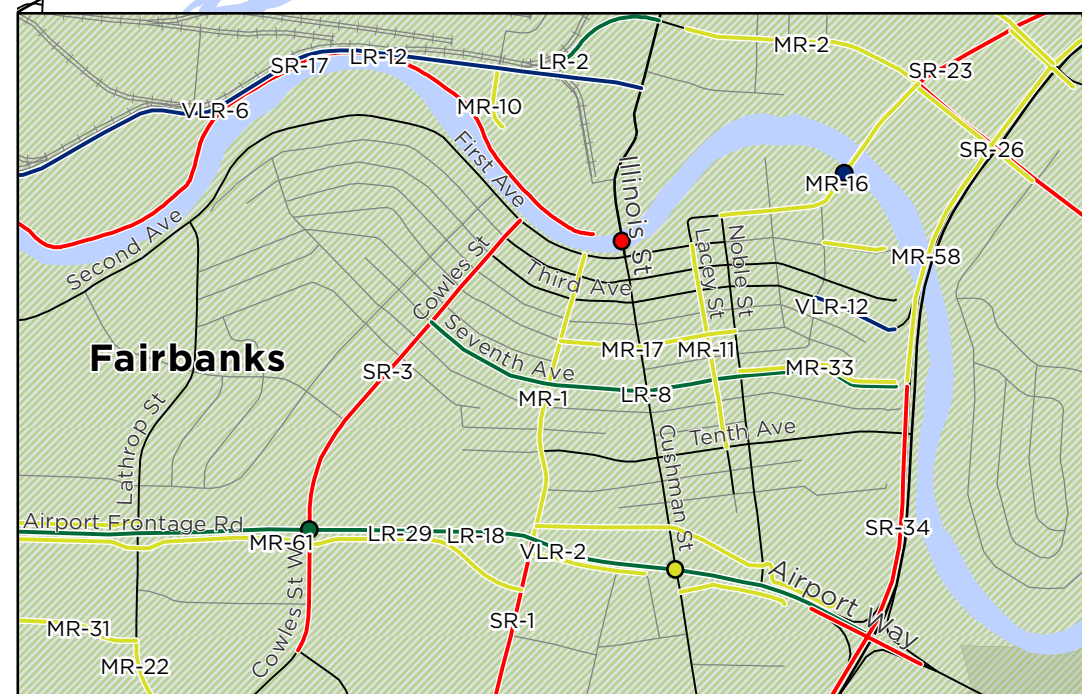 MR-2
SR-17
LR-12
LR-2
SR-23
VLR-6
MR-10
SR-26
First Ave
Illinois St
MR-16
Second Ave
Cowles St
Third Ave
Lacey St
Noble St
MR-58
VLR-12
Fairbanks
SR-3
Seventh Ave
MR-17
MR-11
MR-33
MR-1
LR-8
Lathrop St
Cushman St
Tenth Ave
Airport Frontage Rd
MR-61
LR-29
LR-18
VLR-2
SR-34
Cowles St W
Airport Way
MR-31
SR-1
MR-22